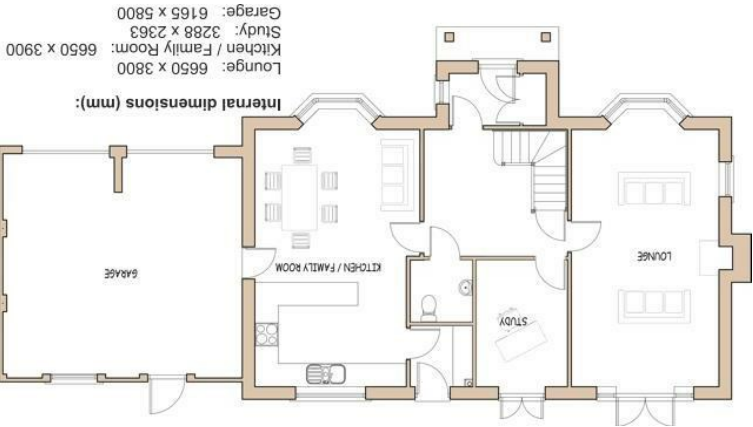 Internal dimensions (mm):
Lounge: 6650 x 3800
Kitchen / Family Room: 6650 x 3900
Study: 3288 x 2363
Garage: 6165 x 5800
LOUNGE
STUDY
KITCHEN / FAMILY ROOM
GARAGE